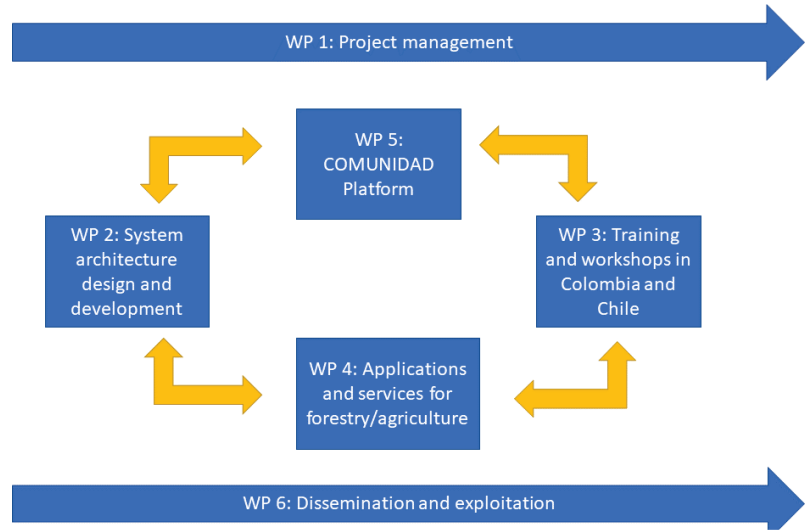 WP 1: Project management
WP 5:
COMUNIDAD
Platform
WP 2: System
architecture
design and
development
WP 3: Training
and workshops in
Colombia and
Chile
WP 4: Applications
and services for
forestry/agriculture
WP 6: Dissemination and exploitation